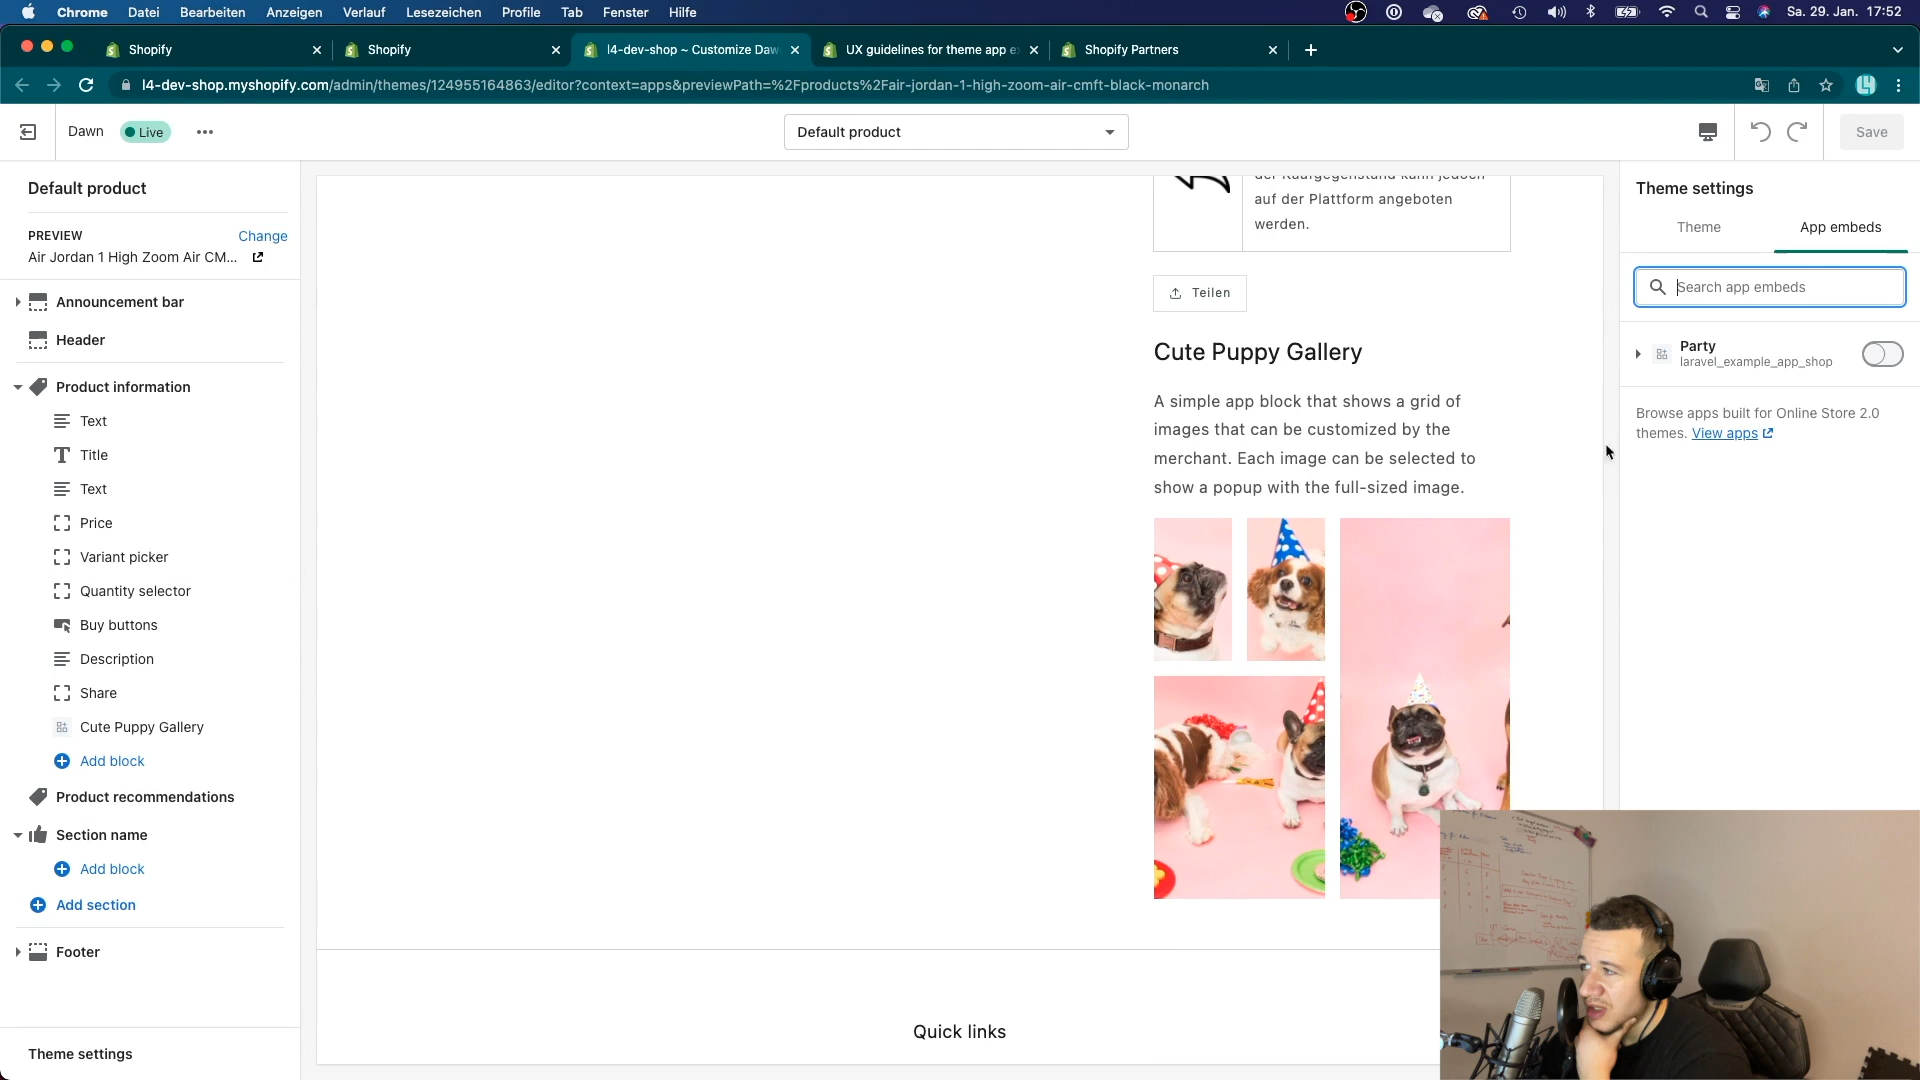 Chrome Datei Bearbeiten Anzeigen Verlauf Lesezeichen Profile Tab Fenster Hilfe
Sa. 29. Jan. 17:52
Shopify
Shopify
l4-dev-shop ~ Customize Daw
UX guidelines for theme app e
Shopify Partners
l4-dev-shop.myshopify.com/admin/themes/124955164863/editor?context=apps&previewPath=%2Fproducts%2Fair-jordan-1-high-zoom-air-cmft-black-monarch
Dawn
Live
Default product
Save
Default product
PREVIEW
Change
Air Jordan 1 High Zoom Air CM...
Announcement bar
Header
Product information
Text
Title
Text
Price
Variant picker
Quantity selector
Buy buttons
Description
Share
Cute Puppy Gallery
Add block
Product recommendations
Section name
Add block
Add section
Footer
Theme settings
der Kaufgegenstand kann jedoch
auf der Plattform angeboten
werden.
Teilen
Cute Puppy Gallery
A simple app block that shows a grid of
images that can be customized by the
merchant. Each image can be selected to
show a popup with the full-sized image.
Quick links
Theme settings
Theme
App embeds
Search app embeds
Party
laravel_example_app_shop
Browse apps built for Online Store 2.0
themes. View apps